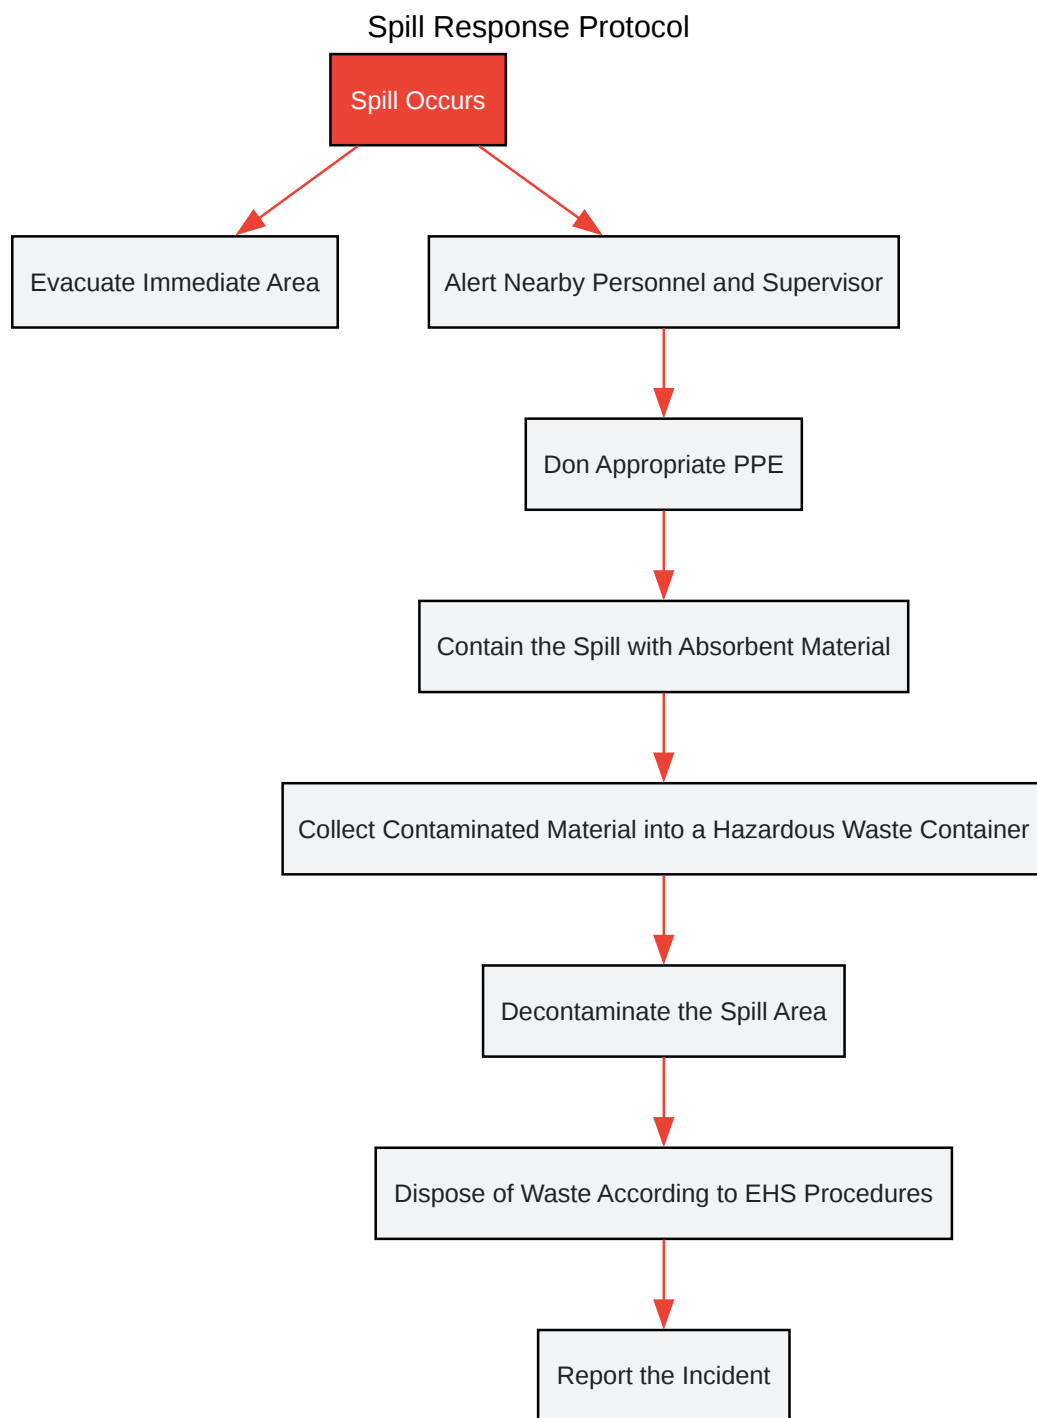 Spill Response Protocol
Spill Occurs
Evacuate Immediate Area
Alert Nearby Personnel and Supervisor
Don Appropriate PPE
Contain the Spill with Absorbent Material
Collect Contaminated Material into a Hazardous Waste Container
Decontaminate the Spill Area
Dispose of Waste According to EHS Procedures
Report the Incident